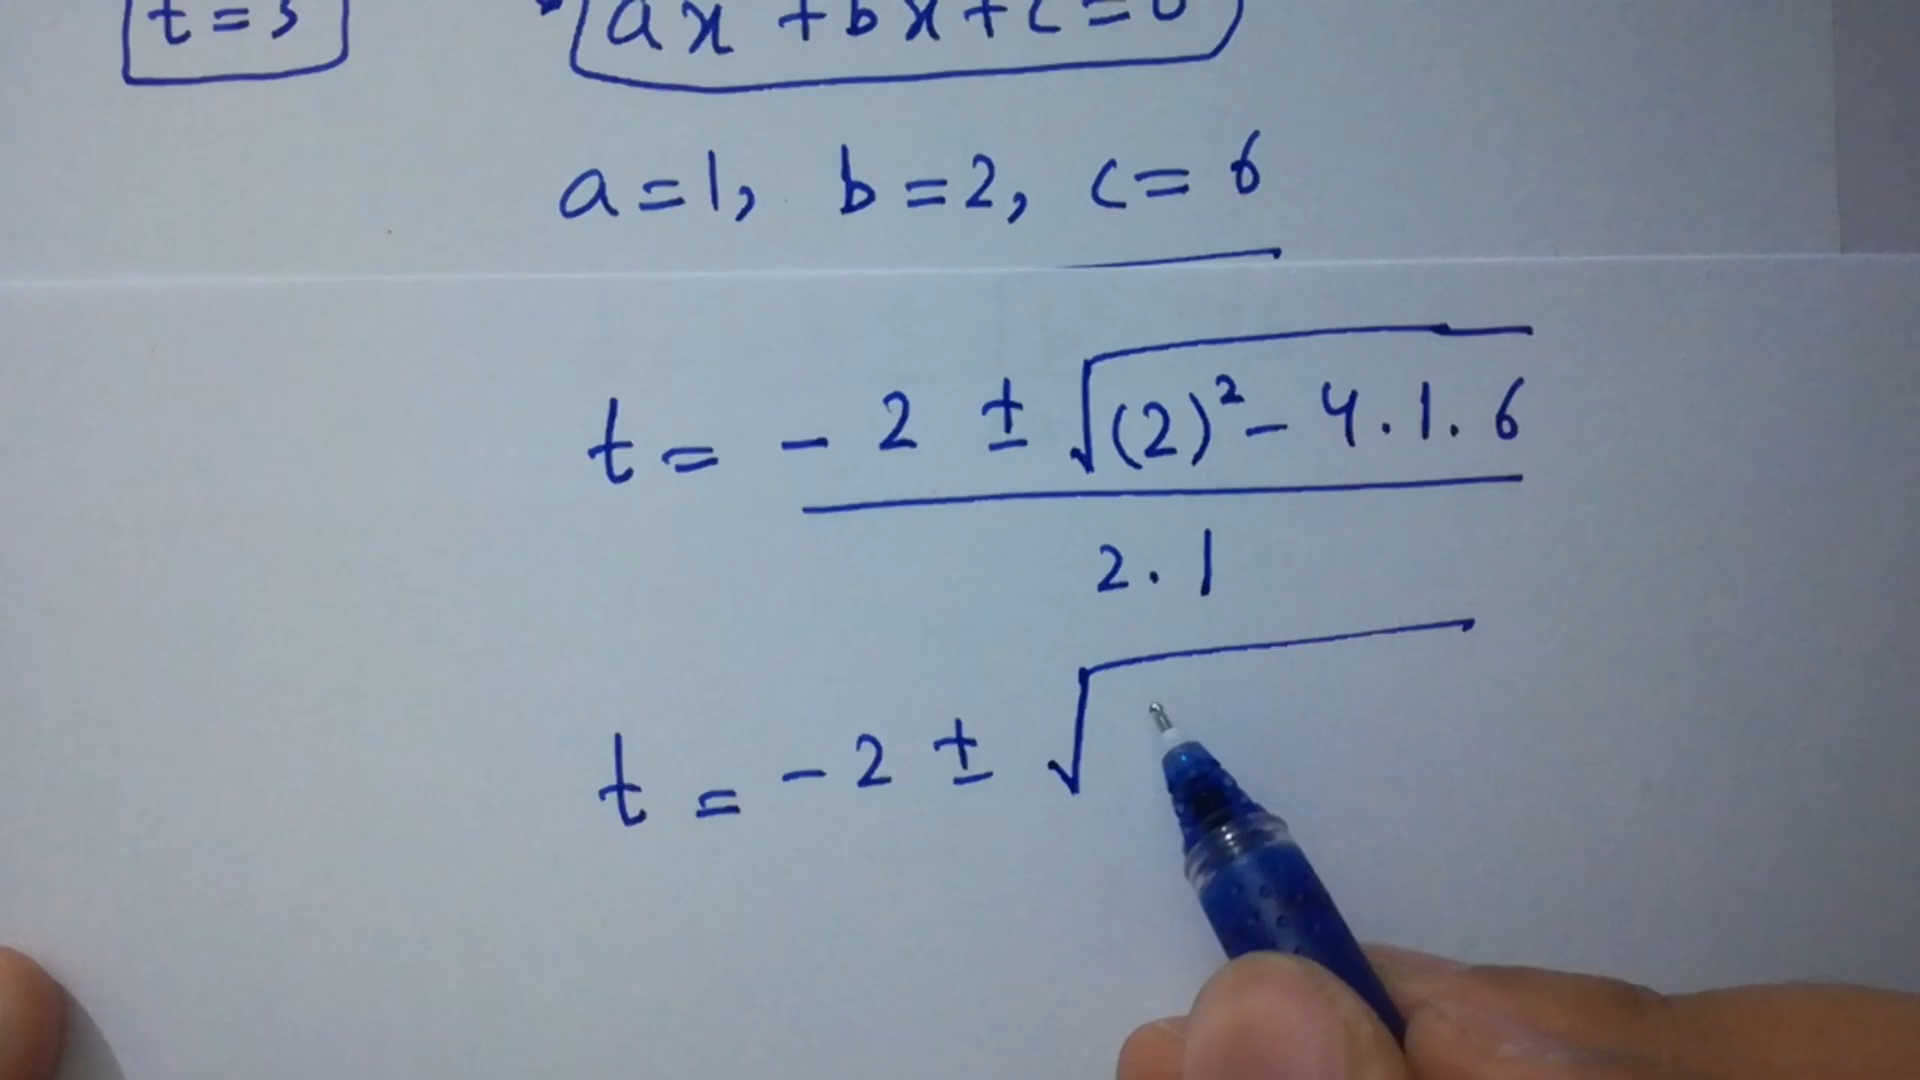 t = 3
ax + bx + c = 0
a = 1, b = 2, c = 6
t = - 2 ± √(2)² - 4 . 1 . 6
2 . 1
t = - 2 ± √